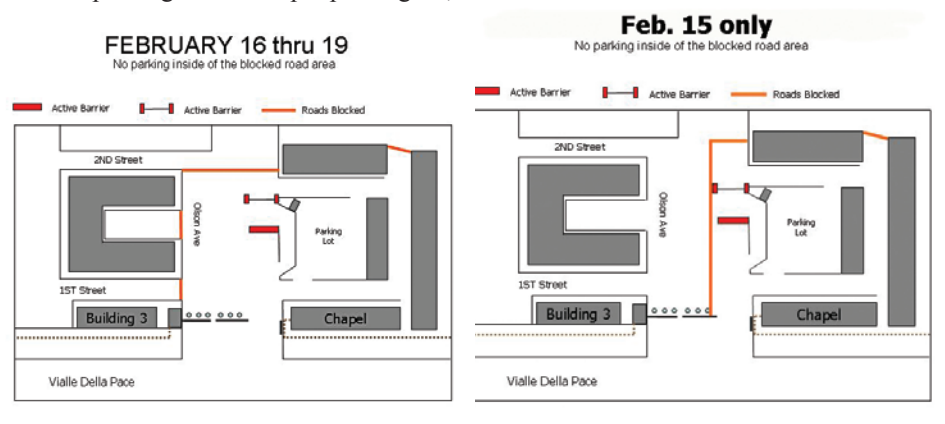 FEBRUARY 16 thru 19
No parking inside of the blocked road area
Active Barrier
Active Barrier
Roads Blocked
2ND Street
Olson Ave
Parking
Lot
1ST Street
Building 3
Chapel
Vialle Della Pace
Feb. 15 only
No parking inside of the blocked road area
Active Barrier
Active Barrier
Roads Blocked
2ND Street
Olson Ave
Parking
Lot
1ST Street
Building 3
Chapel
Vialle Della Pace